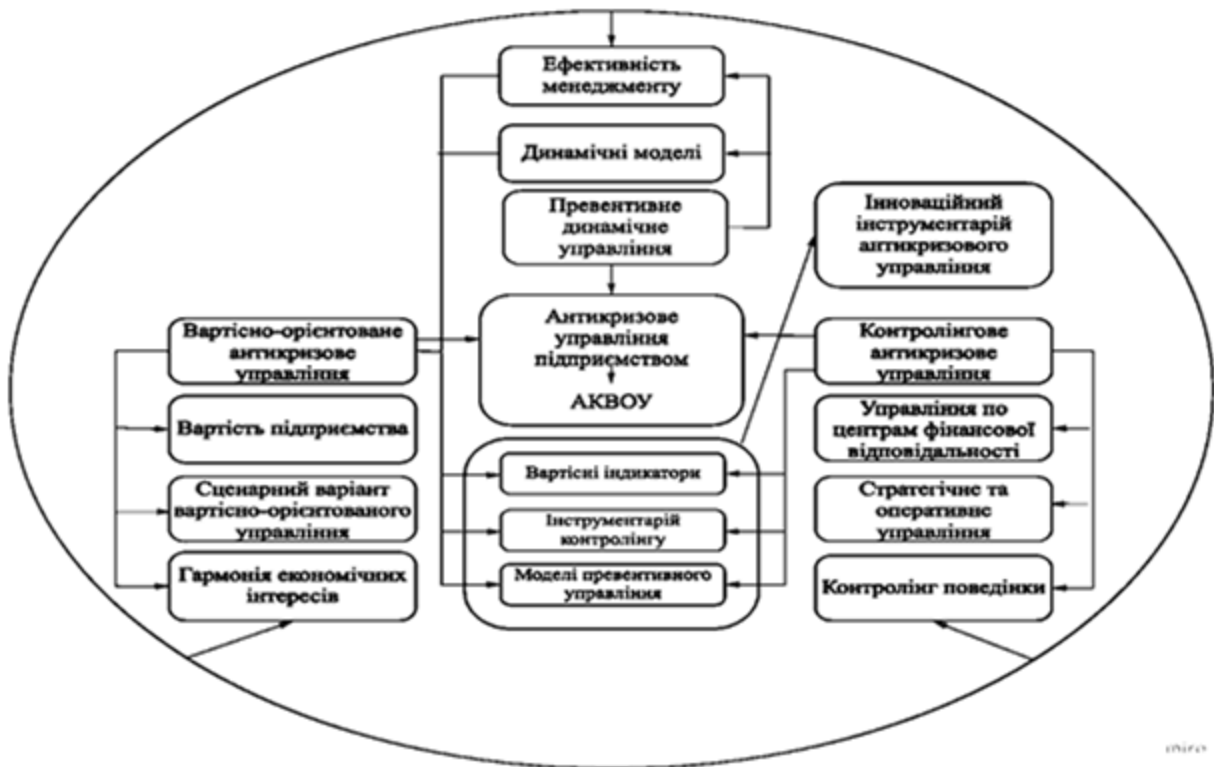 Ефективність
менеджменту
Динамічні моделі
Превентивне
динамічне
управління
Інноваційний
інструментарій
антикризового
управління
Вартісно-орієнтоване
антикризове
управління
Антикризове
управління
підприємством
АКВОУ
Контролінгове
антикризове
управління
Вартість підприємства
Управління по
центрам фінансової
відповідальності
Вартісні індикатори
Сценарний варіант
вартісно-орієнтованого
управління
Інструментарій
контролінгу
Стратегічне та
оперативне
управління
Гармонія економічних
інтересів
Моделі превентивного
управління
Контролінг поведінки
miro